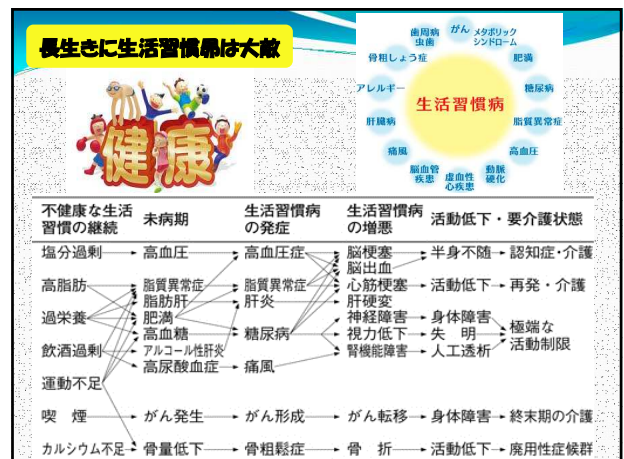 長生きに生活習慣病は大敵
健康
がん
メタボリック
シンドローム
肥満
糖尿病
脂質異常症
高血圧
動脈
硬化
虚血性
心疾患
脳血管
疾患
痛風
肝臓病
アレルギー
骨粗しょう症
歯周病
虫歯
生活習慣病
不健康な生活
習慣の継続
未病期
生活習慣病
の発症
生活習慣病
の増悪
活動低下・要介護状態
塩分過剰 高血圧 高血圧症 脳梗塞 半身不随 認知症・介護
脳出血
高脂肪 脂質異常症 脂質異常症 心筋梗塞 活動低下 再発・介護
脂肪肝 肝炎 肝硬変
過栄養 肥満 神経障害 身体障害
高血糖 糖尿病 視力低下 失 明
極端な
活動制限
飲酒過剰 アルコール性肝炎 腎機能障害 人工透析
高尿酸血症 痛風
運動不足
喫 煙 がん発生 がん形成 がん転移 身体障害 終末期の介護
カルシウム不足 骨量低下 骨粗鬆症 骨 折 活動低下 廃用性症候群